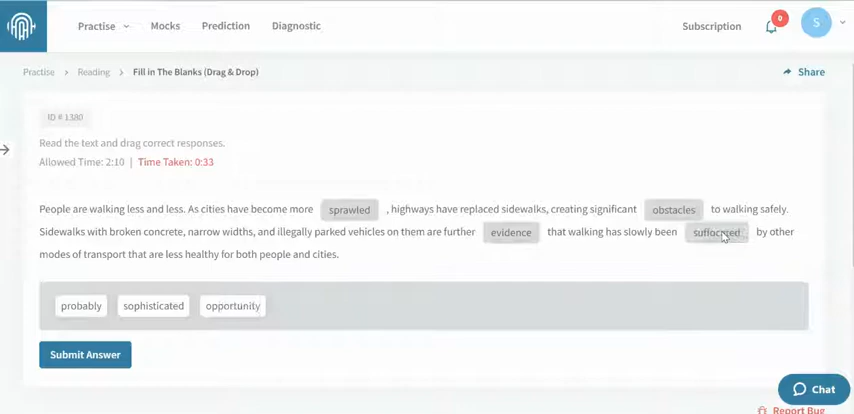 Practise Mocks Prediction Diagnostic Subscription 0 S
Practise > Reading > Fill in The Blanks (Drag & Drop) Share
ID # 1380
Read the text and drag correct responses.
Allowed Time: 2:10 | Time Taken: 0:33
People are walking less and less. As cities have become more sprawled , highways have replaced sidewalks, creating significant obstacles to walking safely.
Sidewalks with broken concrete, narrow widths, and illegally parked vehicles on them are further evidence that walking has slowly been suffocated by other
modes of transport that are less healthy for both people and cities.
probably sophisticated opportunity
Submit Answer
Chat
Report Bug